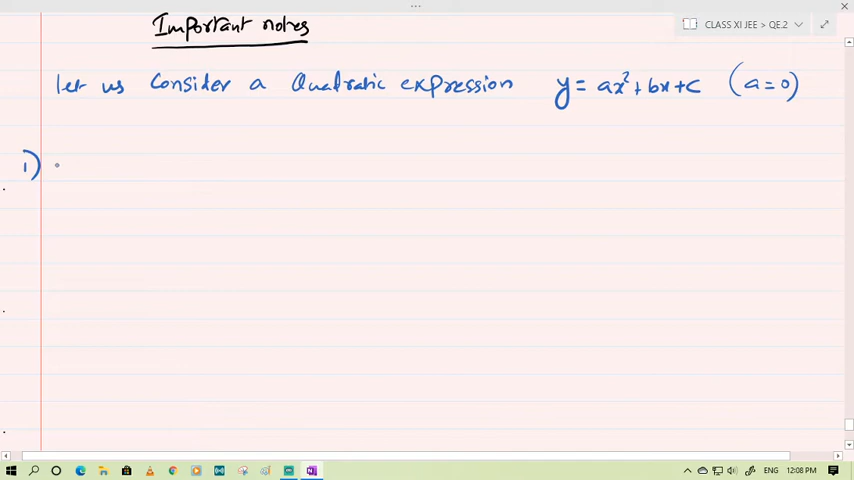 Important notes
CLASS XI JEE > QE.2
let us Consider a Quadratic expression y = ax²+bx+c (a=0)
1)
ENG 12:08 PM